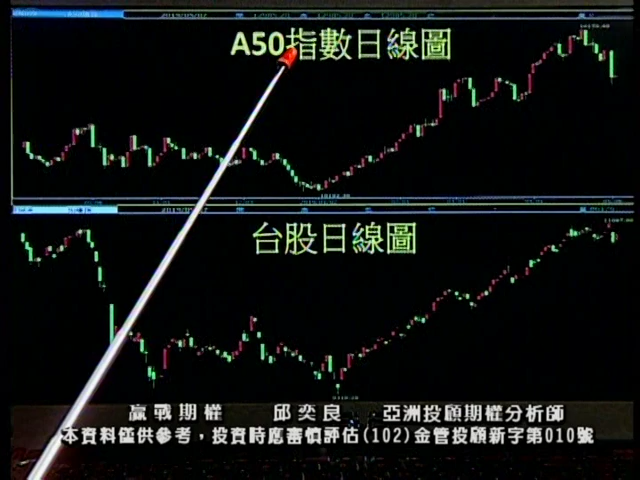 A50指數日線圖
台股日線圖
贏戰期權 邱奕良 亞洲投顧期權分析師
本資料僅供參考，投資時應審慎評估(102)金管投顧新字第010號